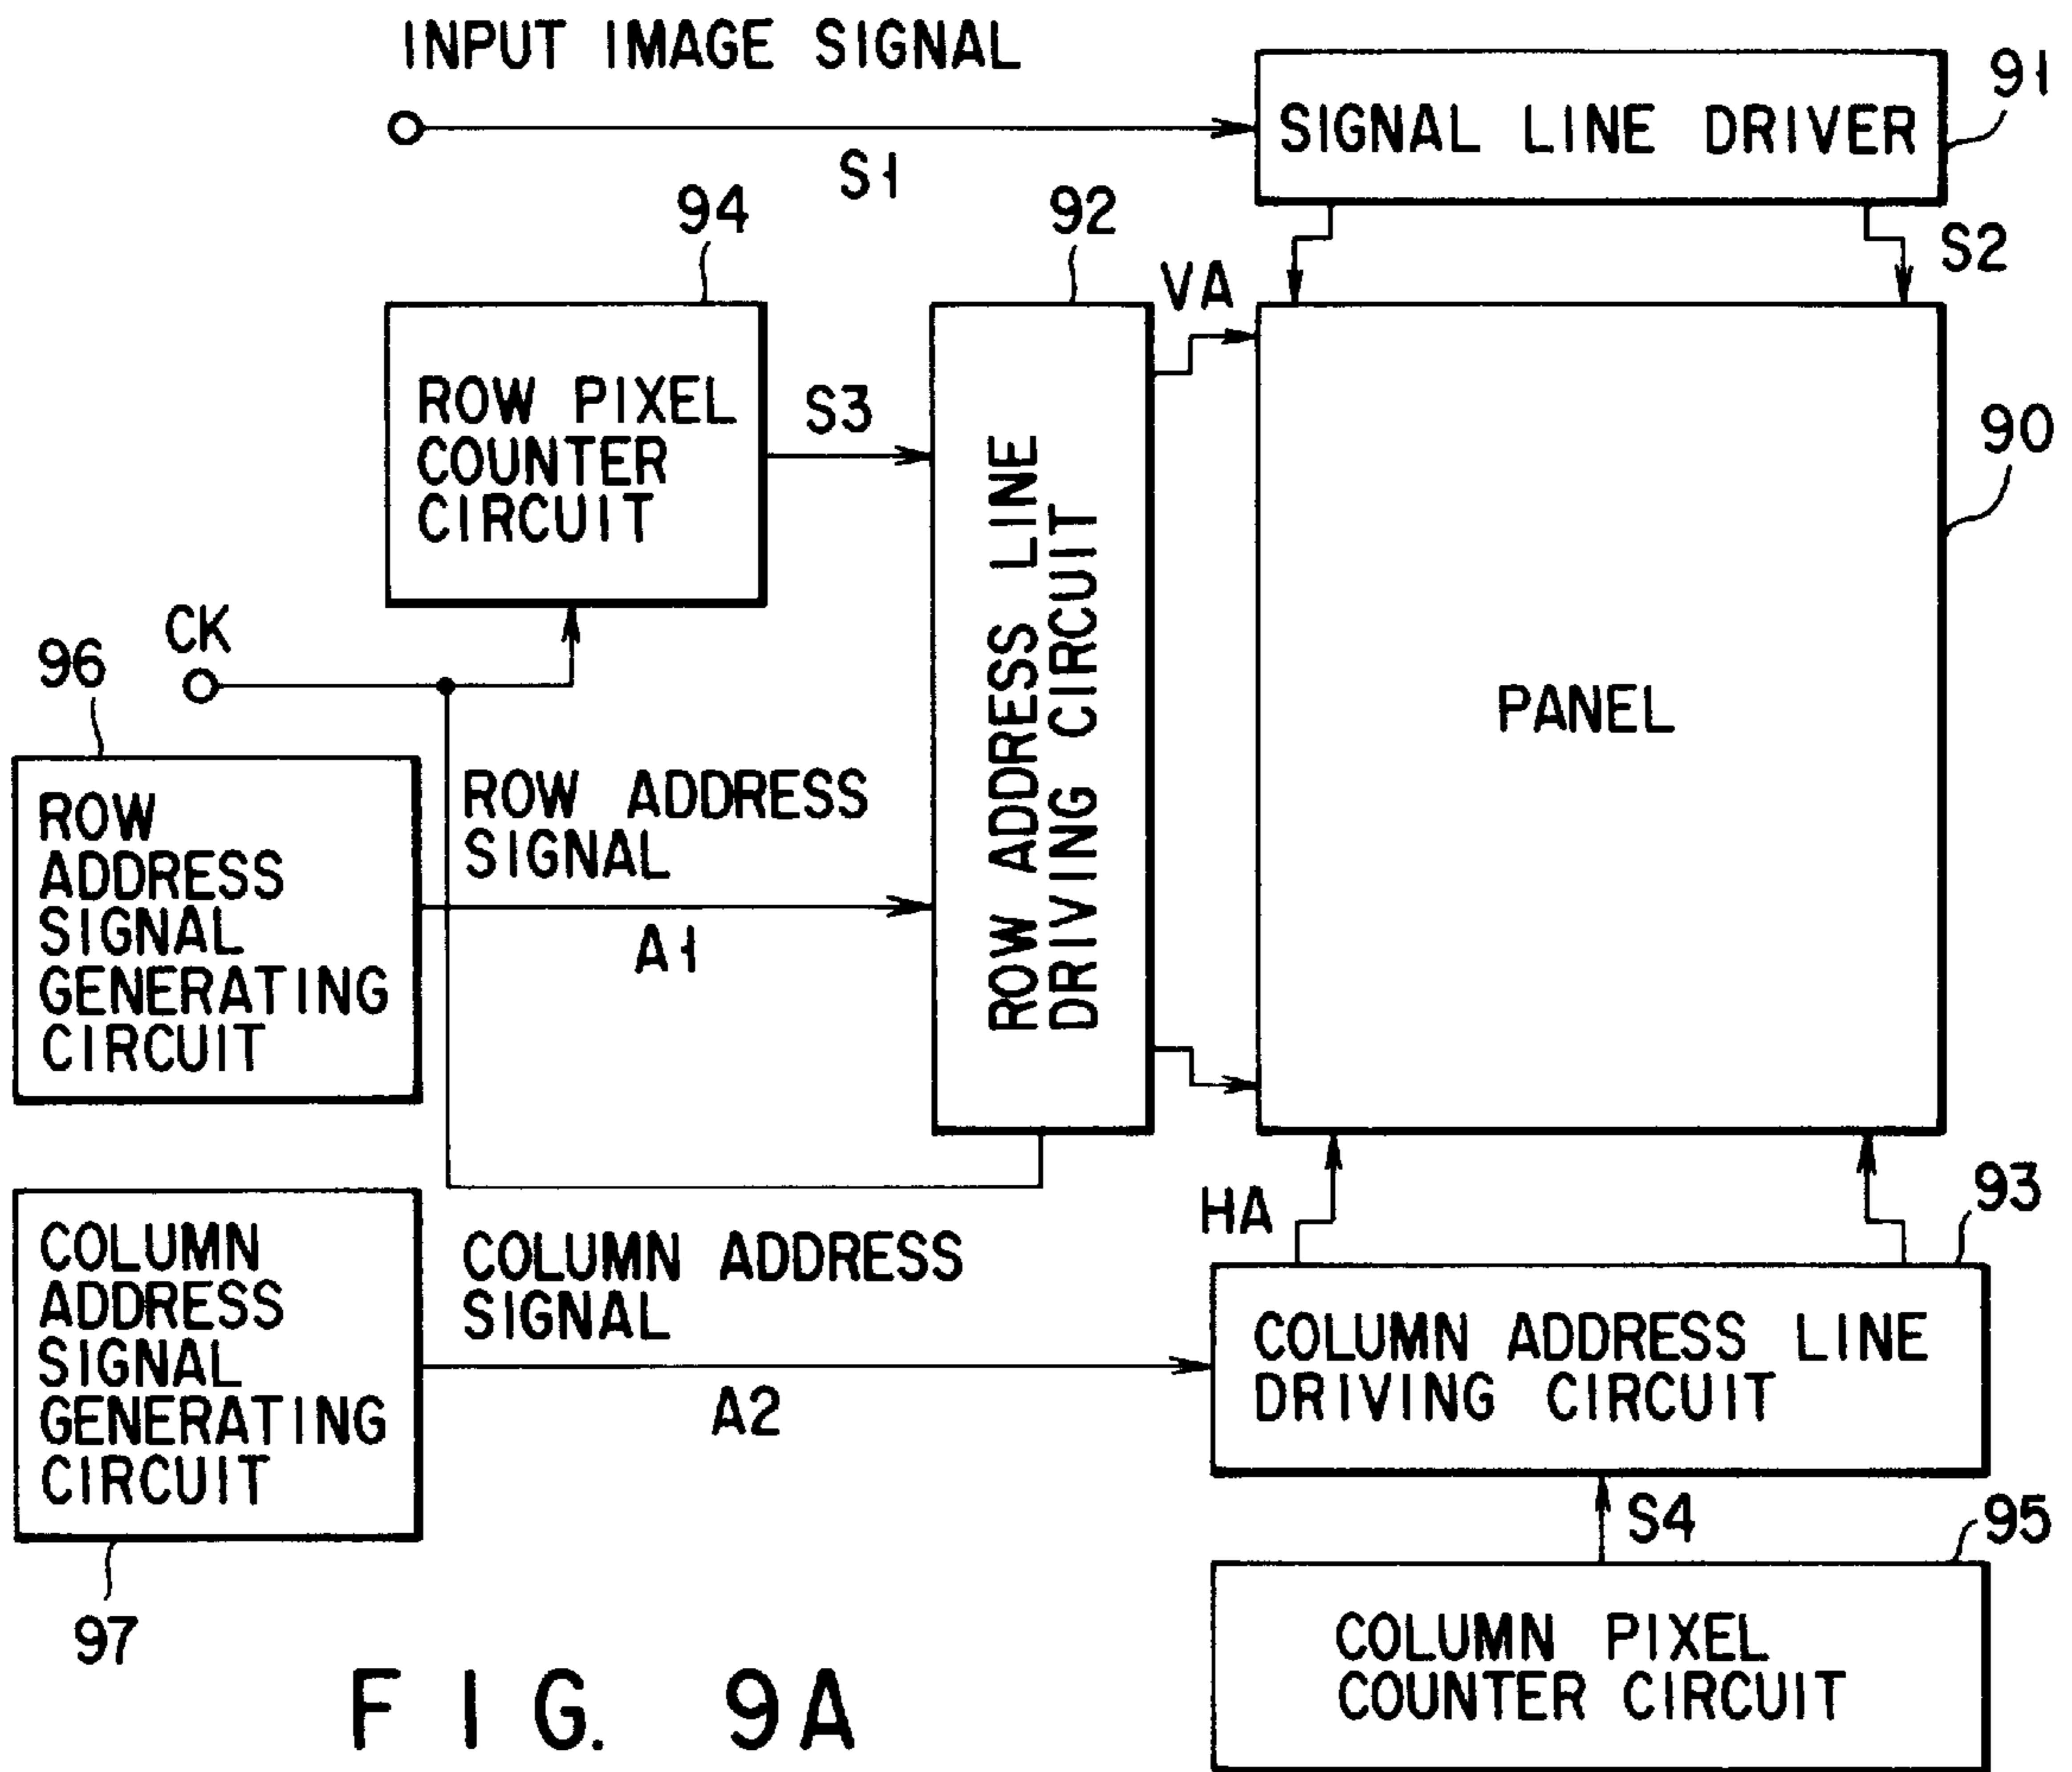 INPUT IMAGE SIGNAL
S1
SIGNAL LINE DRIVER
91
S2
94
92
VA
ROW PIXEL
COUNTER
CIRCUIT
S3
ROW ADDRESS LINE
DRIVING CIRCUIT
PANEL
90
CK
96
ROW
ADDRESS
SIGNAL
GENERATING
CIRCUIT
ROW ADDRESS
SIGNAL
A1
HA
93
COLUMN
ADDRESS
SIGNAL
GENERATING
CIRCUIT
97
COLUMN ADDRESS
SIGNAL
A2
COLUMN ADDRESS LINE
DRIVING CIRCUIT
S4
95
COLUMN PIXEL
COUNTER CIRCUIT
FIG. 9A